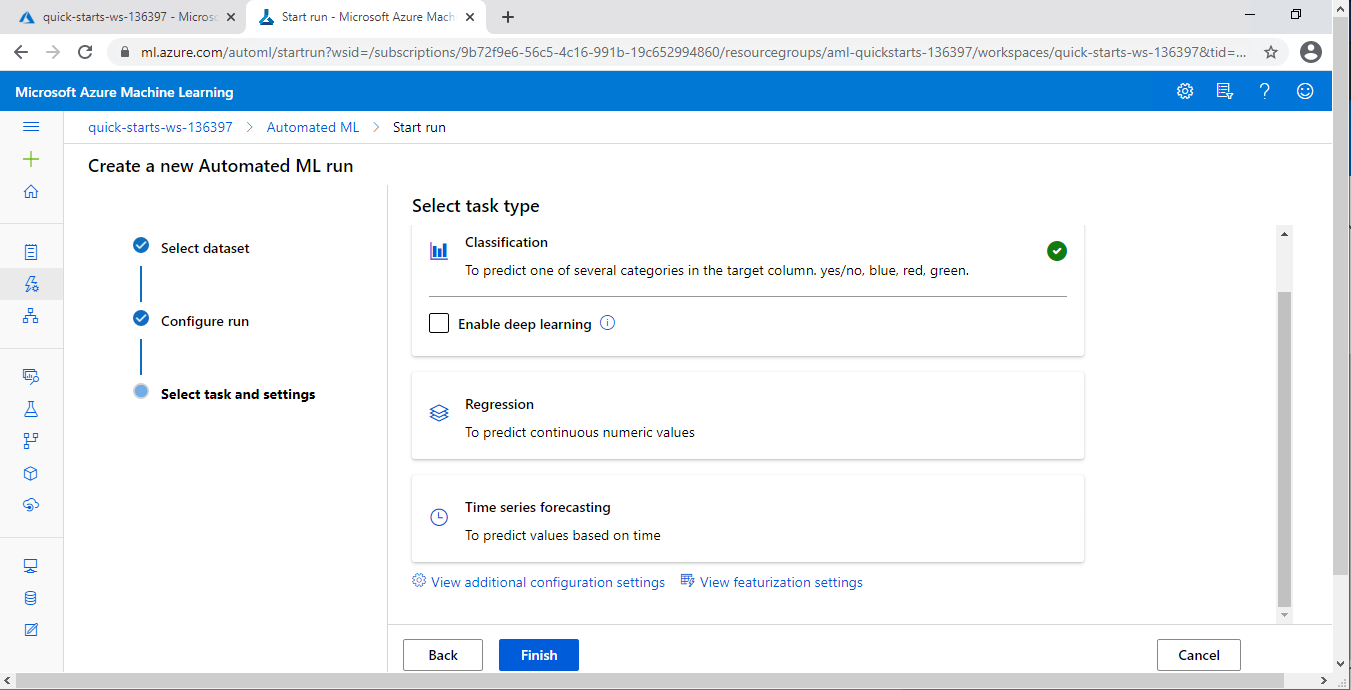 quick-starts-ws-136397 - Micros
Start run - Microsoft Azure Mach
ml.azure.com/automl/startrun?wsid=/subscriptions/9b72f9e6-56c5-4c16-991b-19c652994860/resourcegroups/aml-quickstarts-136397/workspaces/quick-starts-ws-136397&tid=...
Microsoft Azure Machine Learning
quick-starts-ws-136397 > Automated ML > Start run
Create a new Automated ML run
Select dataset
Configure run
Select task and settings
Select task type
Classification
To predict one of several categories in the target column. yes/no, blue, red, green.
Enable deep learning
Regression
To predict continuous numeric values
Time series forecasting
To predict values based on time
View additional configuration settings
View featurization settings
Back
Finish
Cancel